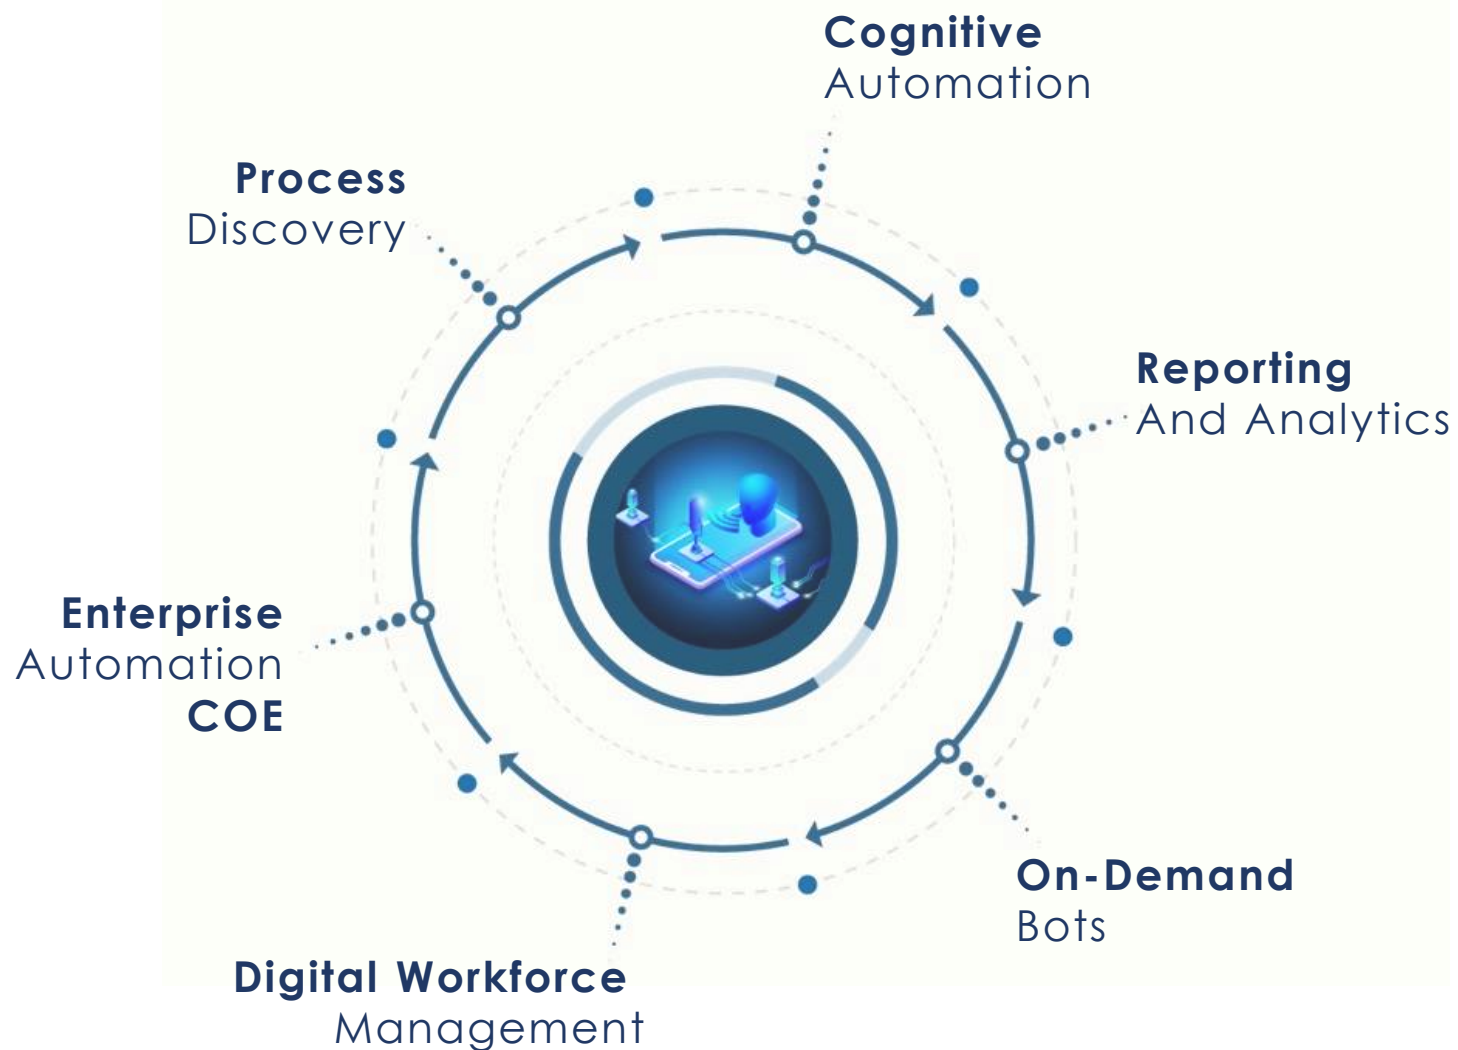 Cognitive
Automation
Process
Discovery
Reporting
And Analytics
Enterprise
Automation
COE
On-Demand
Bots
Digital Workforce
Management